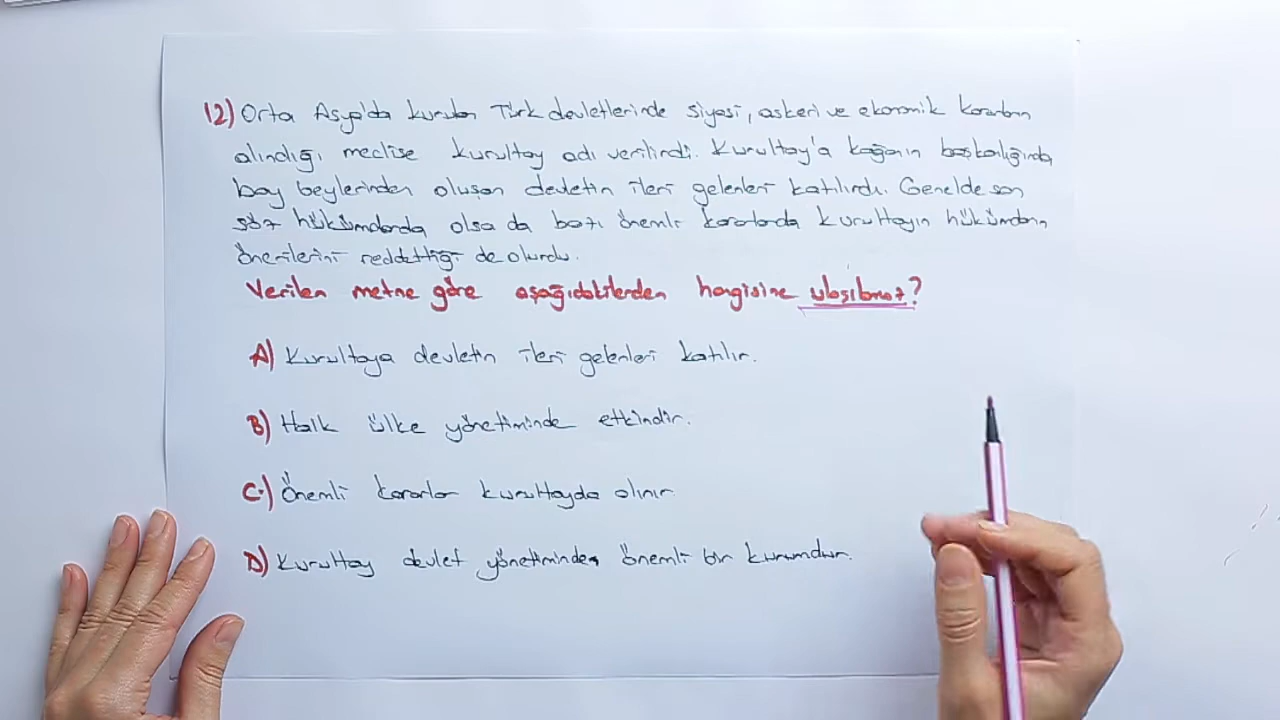 12) Orta Asya'da kurulan Türk devletlerinde siyasi, askeri ve ekonomik kararların
alındığı meclise kurultay adı verilirdi. Kurultay'a kağanın başkanlığında
boy beylerinden oluşan devletin ileri gelenleri katılırdı. Genelde son
söz hükümdarda olsa da bazı önemli kararlarda kurultayın hükümdarın
önerilerini reddettiği de olurdu.
Verilen metne göre aşağıdakilerden hangisine ulaşılmaz?
A) Kurultaya devletin ileri gelenleri katılır.
B) Halk ülke yönetiminde etkindir.
C) Önemli kararlar kurultayda alınır
D) Kurultay devlet yönetiminde önemli bir kurumdur.